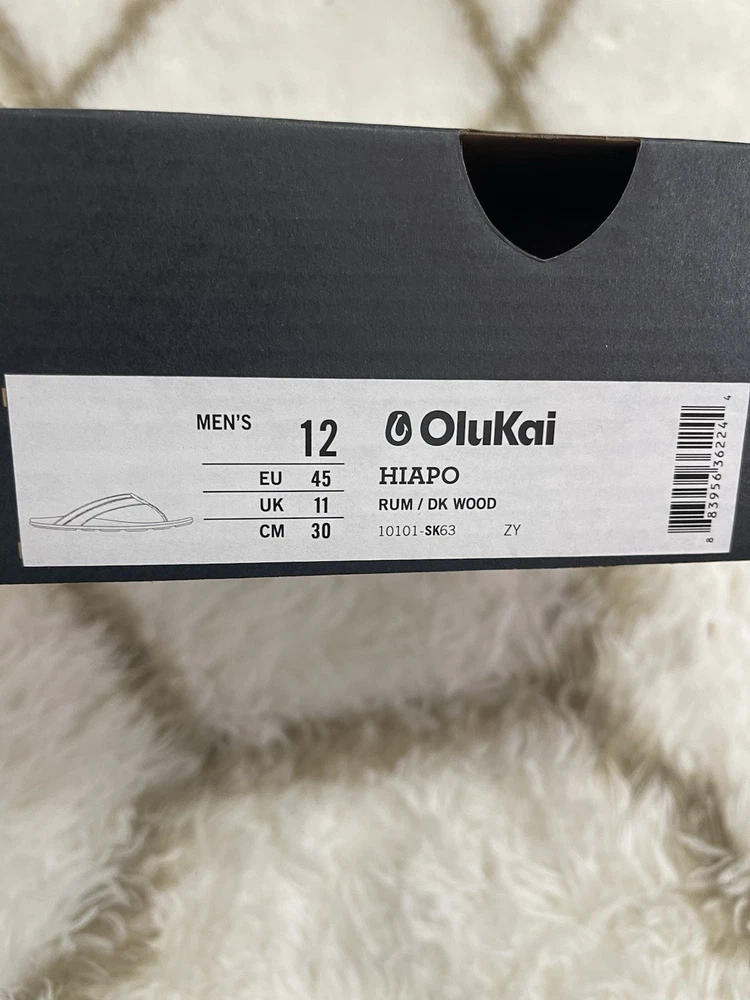 MEN'S 12
EU 45
UK 11
CM 30
OluKai
HIAPO
RUM / DK WOOD
10101-SK63 ZY
8 83956 36224 4